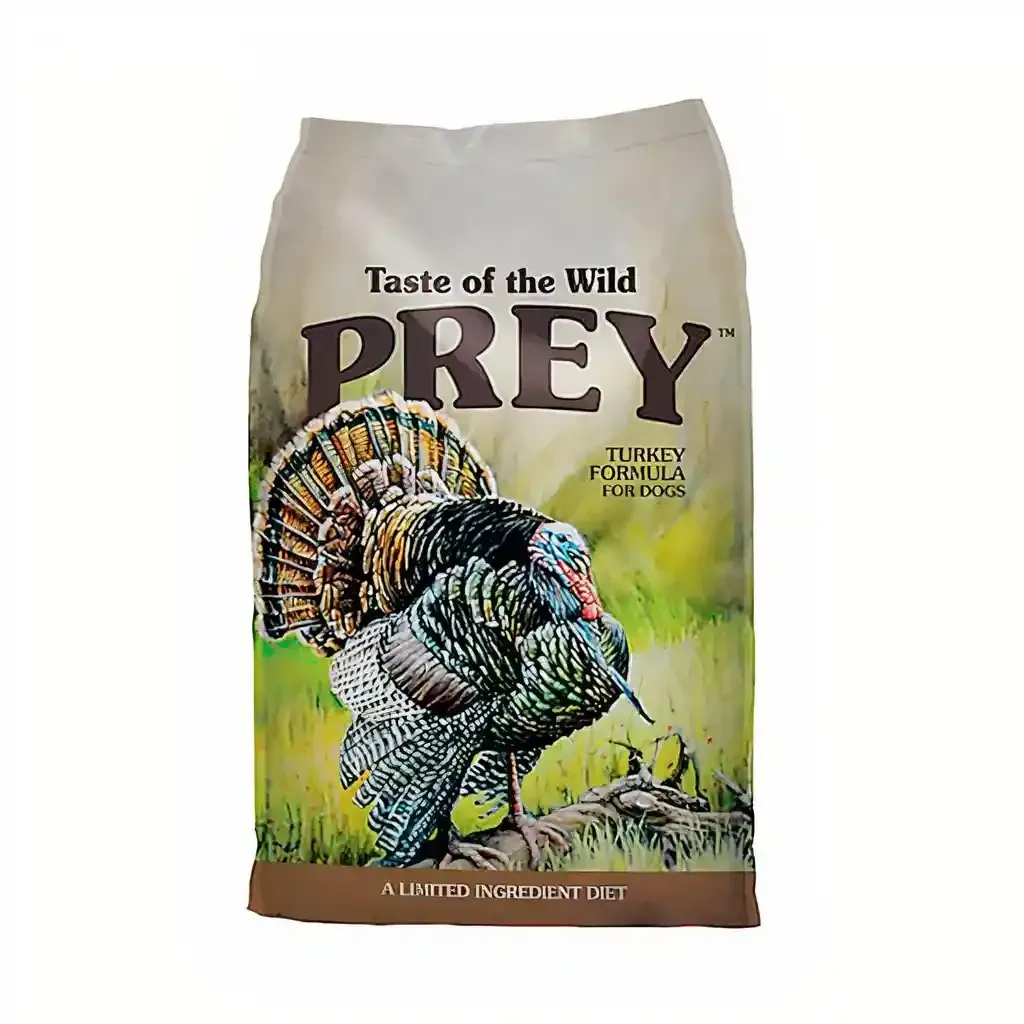 Taste of the Wild
PREY™
TURKEY
FORMULA
FOR DOGS
A LIMITED INGREDIENT DIET